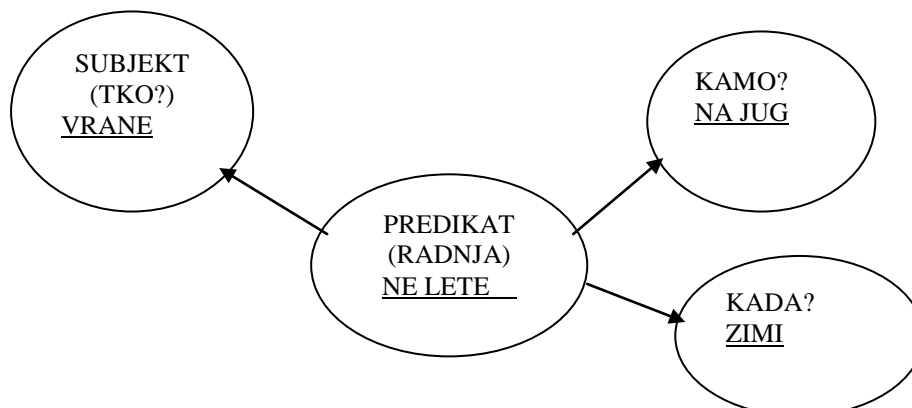 SUBJEKT
(TKO?)
VRANE
KAMO?
NA JUG
PREDIKAT
(RADNJA)
NE LETE
KADA?
ZIMI